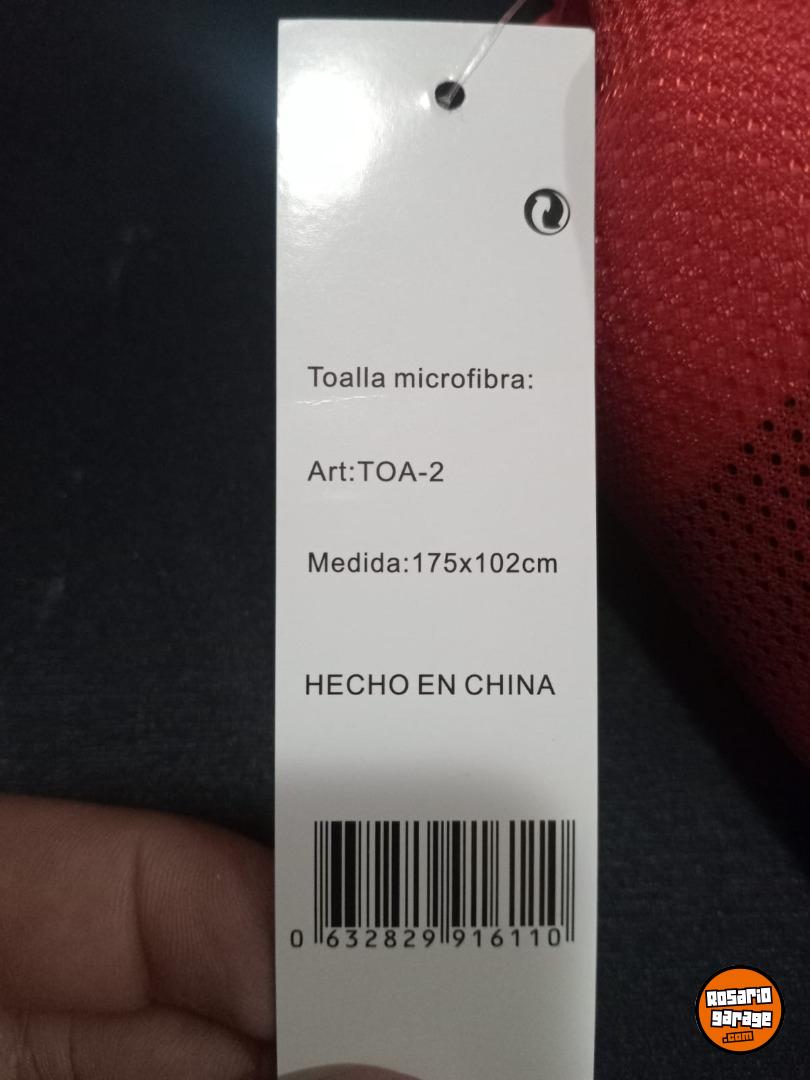 Toalla microfibra:
Art:TOA-2
Medida:175x102cm
HECHO EN CHINA
0 632829 916110
Rosario
garage
.com